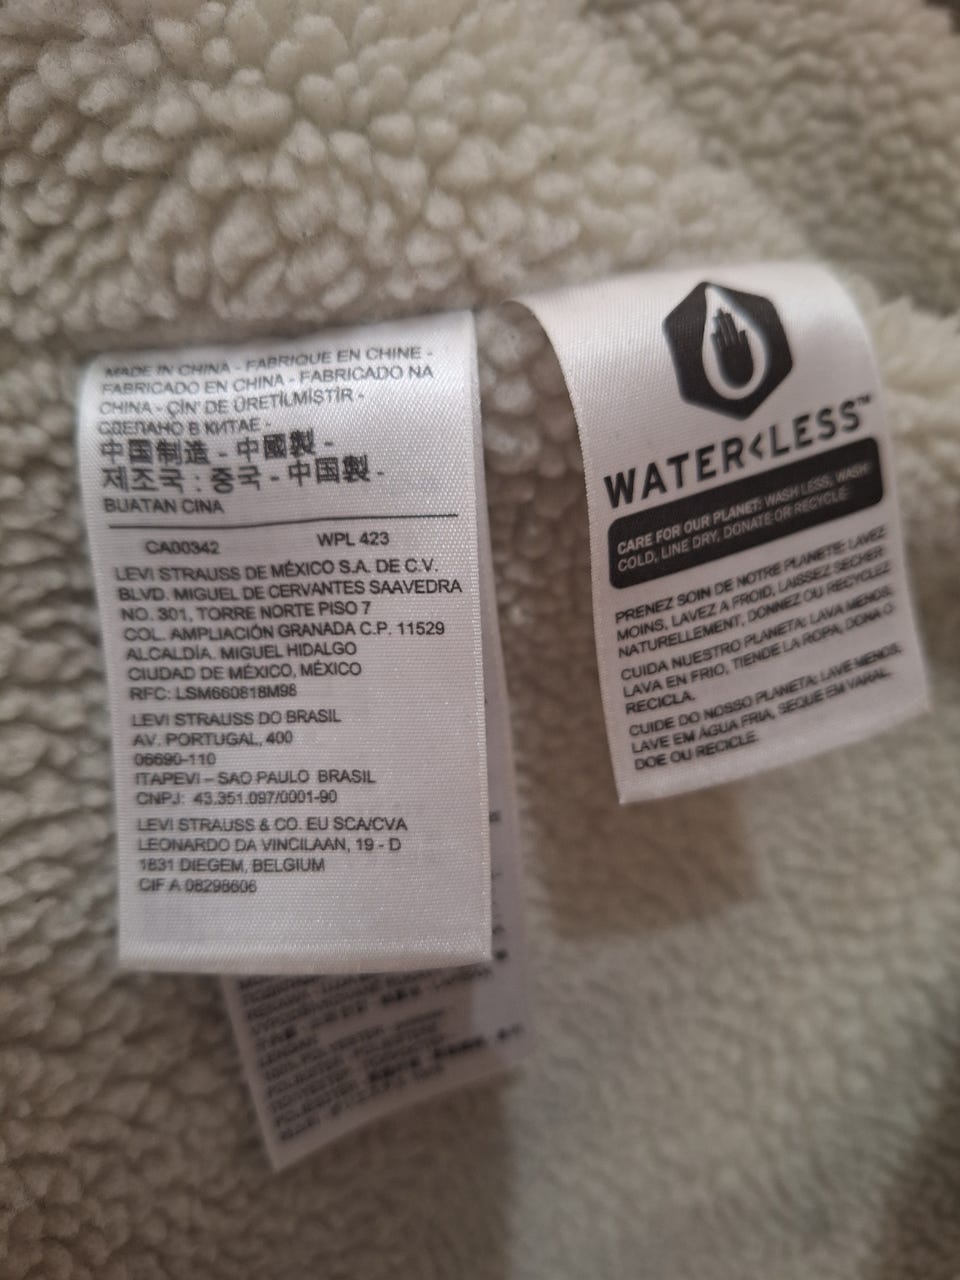 MADE IN CHINA - FABRIQUE EN CHINE -
FABRICADO EN CHINA - FABRICADO NA
CHINA - ÇİN' DE ÜRETİLMİŞTİR -
СДЕЛАНО В КИТАЕ -
中国制造 - 中國製 -
제조국 : 중국 - 中国製 -
BUATAN CINA
CA00342 WPL 423
LEVI STRAUSS DE MÉXICO S.A. DE C.V.
BLVD. MIGUEL DE CERVANTES SAAVEDRA
NO. 301, TORRE NORTE PISO 7
COL. AMPLIACIÓN GRANADA C.P. 11529
ALCALDÍA. MIGUEL HIDALGO
CIUDAD DE MÉXICO, MÉXICO
RFC: LSM660818M98
LEVI STRAUSS DO BRASIL
AV. PORTUGAL, 400
06690-110
ITAPEVI – SAO PAULO BRASIL
CNPJ: 43.351.097/0001-90
LEVI STRAUSS & CO. EU SCA/CVA
LEONARDO DA VINCILAAN, 19 - D
1831 DIEGEM, BELGIUM
CIF A 08298606
WATER<LESS™
CARE FOR OUR PLANET: WASH LESS, WASH
COLD, LINE DRY, DONATE OR RECYCLE.
PRENEZ SOIN DE NOTRE PLANETE: LAVEZ
MOINS, LAVEZ A FROID, LAISSEZ SECHER
NATURELLEMENT, DONNEZ OU RECYCLEZ
CUIDA NUESTRO PLANETA: LAVA MENOS,
LAVA EN FRIO, TIENDE LA ROPA, DONA O
RECICLA.
CUIDE DO NOSSO PLANETA: LAVE MENOS,
LAVE EM ÁGUA FRIA, SEQUE EM VARAL,
DOE OU RECICLE.